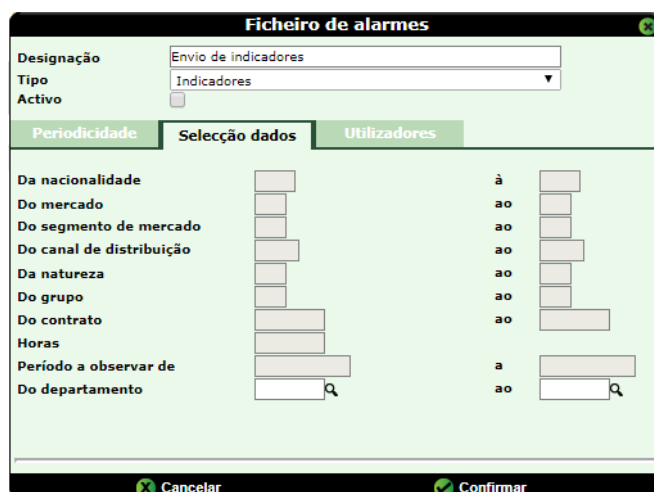 Ficheiro de alarmes
Designação Envio de indicadores
Tipo Indicadores
Activo
Periodicidade Selecção dados Utilizadores
Da nacionalidade à
Do mercado ao
Do segmento de mercado ao
Do canal de distribuição ao
Da natureza ao
Do grupo ao
Do contrato ao
Horas
Período a observar de a
Do departamento ao
Cancelar Confirmar